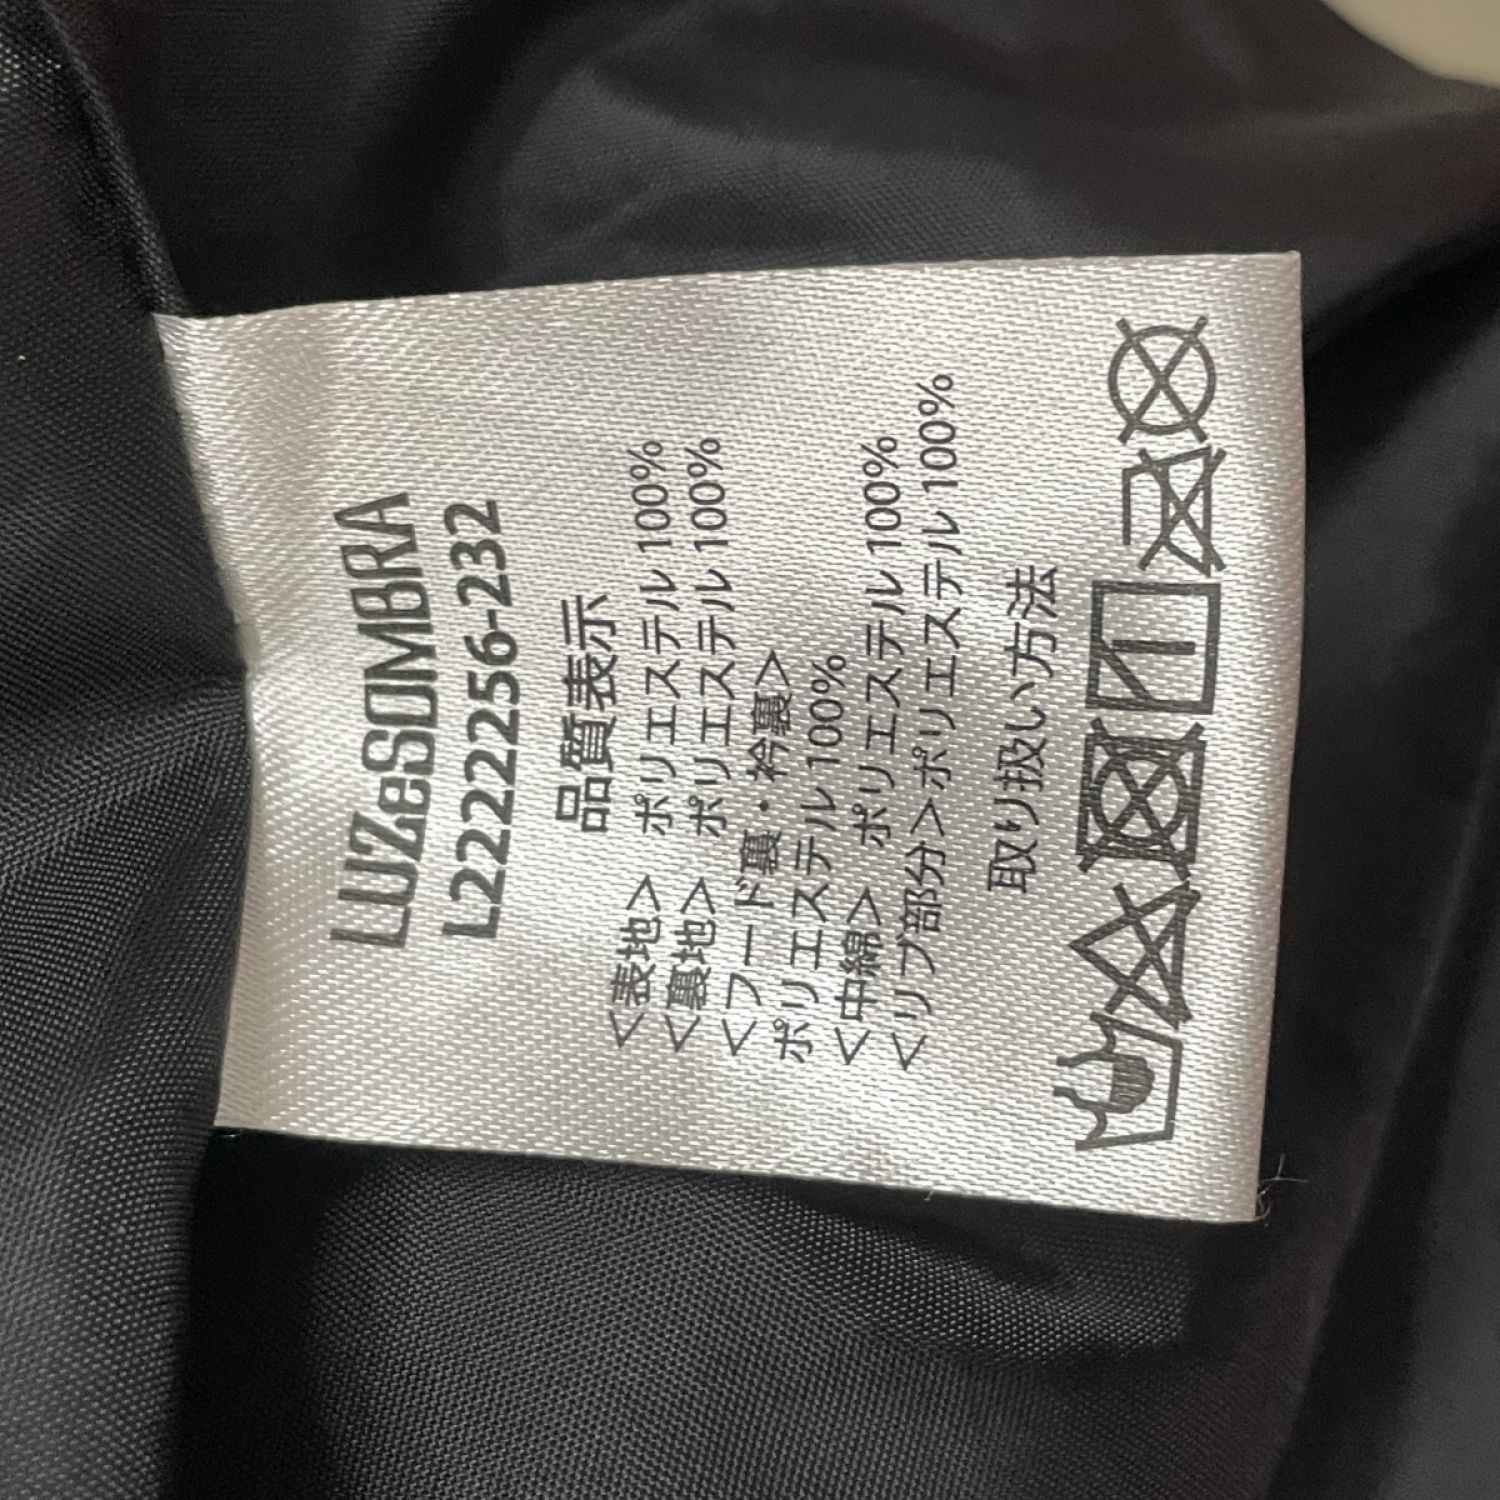 LUZeSOMBRA
L2222256-232
品質表示
<表地> ポリエステル 100%
<裏地> ポリエステル 100%
<フード裏・衿裏>
ポリエステル 100%
<中綿> ポリエステル 100%
<リブ部分>ポリエステル 100%
取り扱い方法